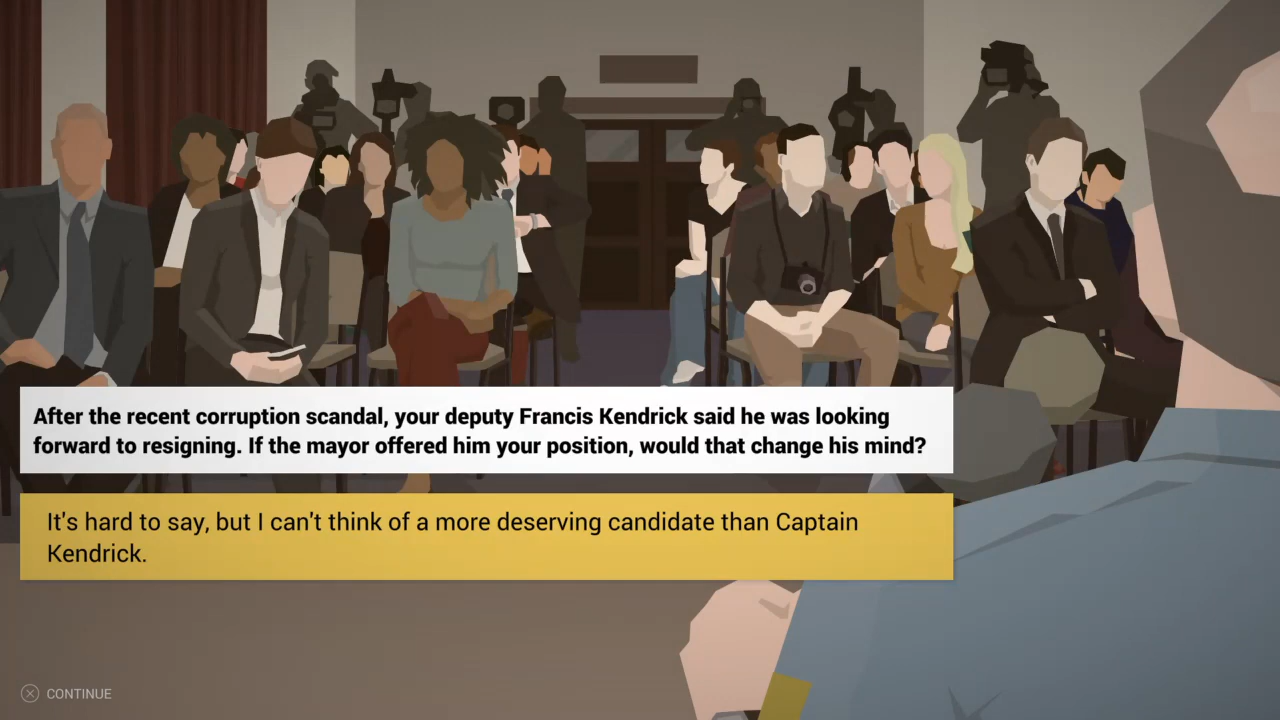 After the recent corruption scandal, your deputy Francis Kendrick said he was looking
forward to resigning. If the mayor offered him your position, would that change his mind?
It's hard to say, but I can't think of a more deserving candidate than Captain
Kendrick.
CONTINUE